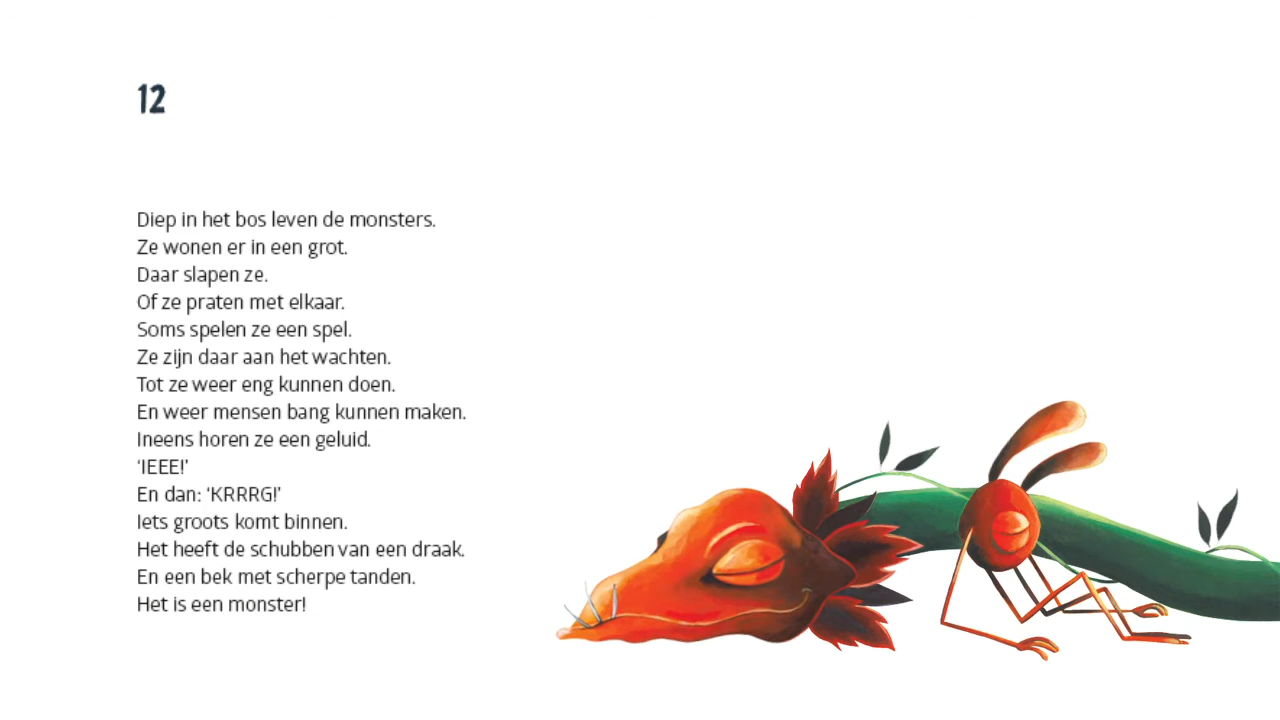 12
Diep in het bos leven de monsters.
Ze wonen er in een grot.
Daar slapen ze.
Of ze praten met elkaar.
Soms spelen ze een spel.
Ze zijn daar aan het wachten.
Tot ze weer eng kunnen doen.
En weer mensen bang kunnen maken.
Ineens horen ze een geluid.
‘IEEE!’
En dan: ‘KRRRG!’
Iets groots komt binnen.
Het heeft de schubben van een draak.
En een bek met scherpe tanden.
Het is een monster!